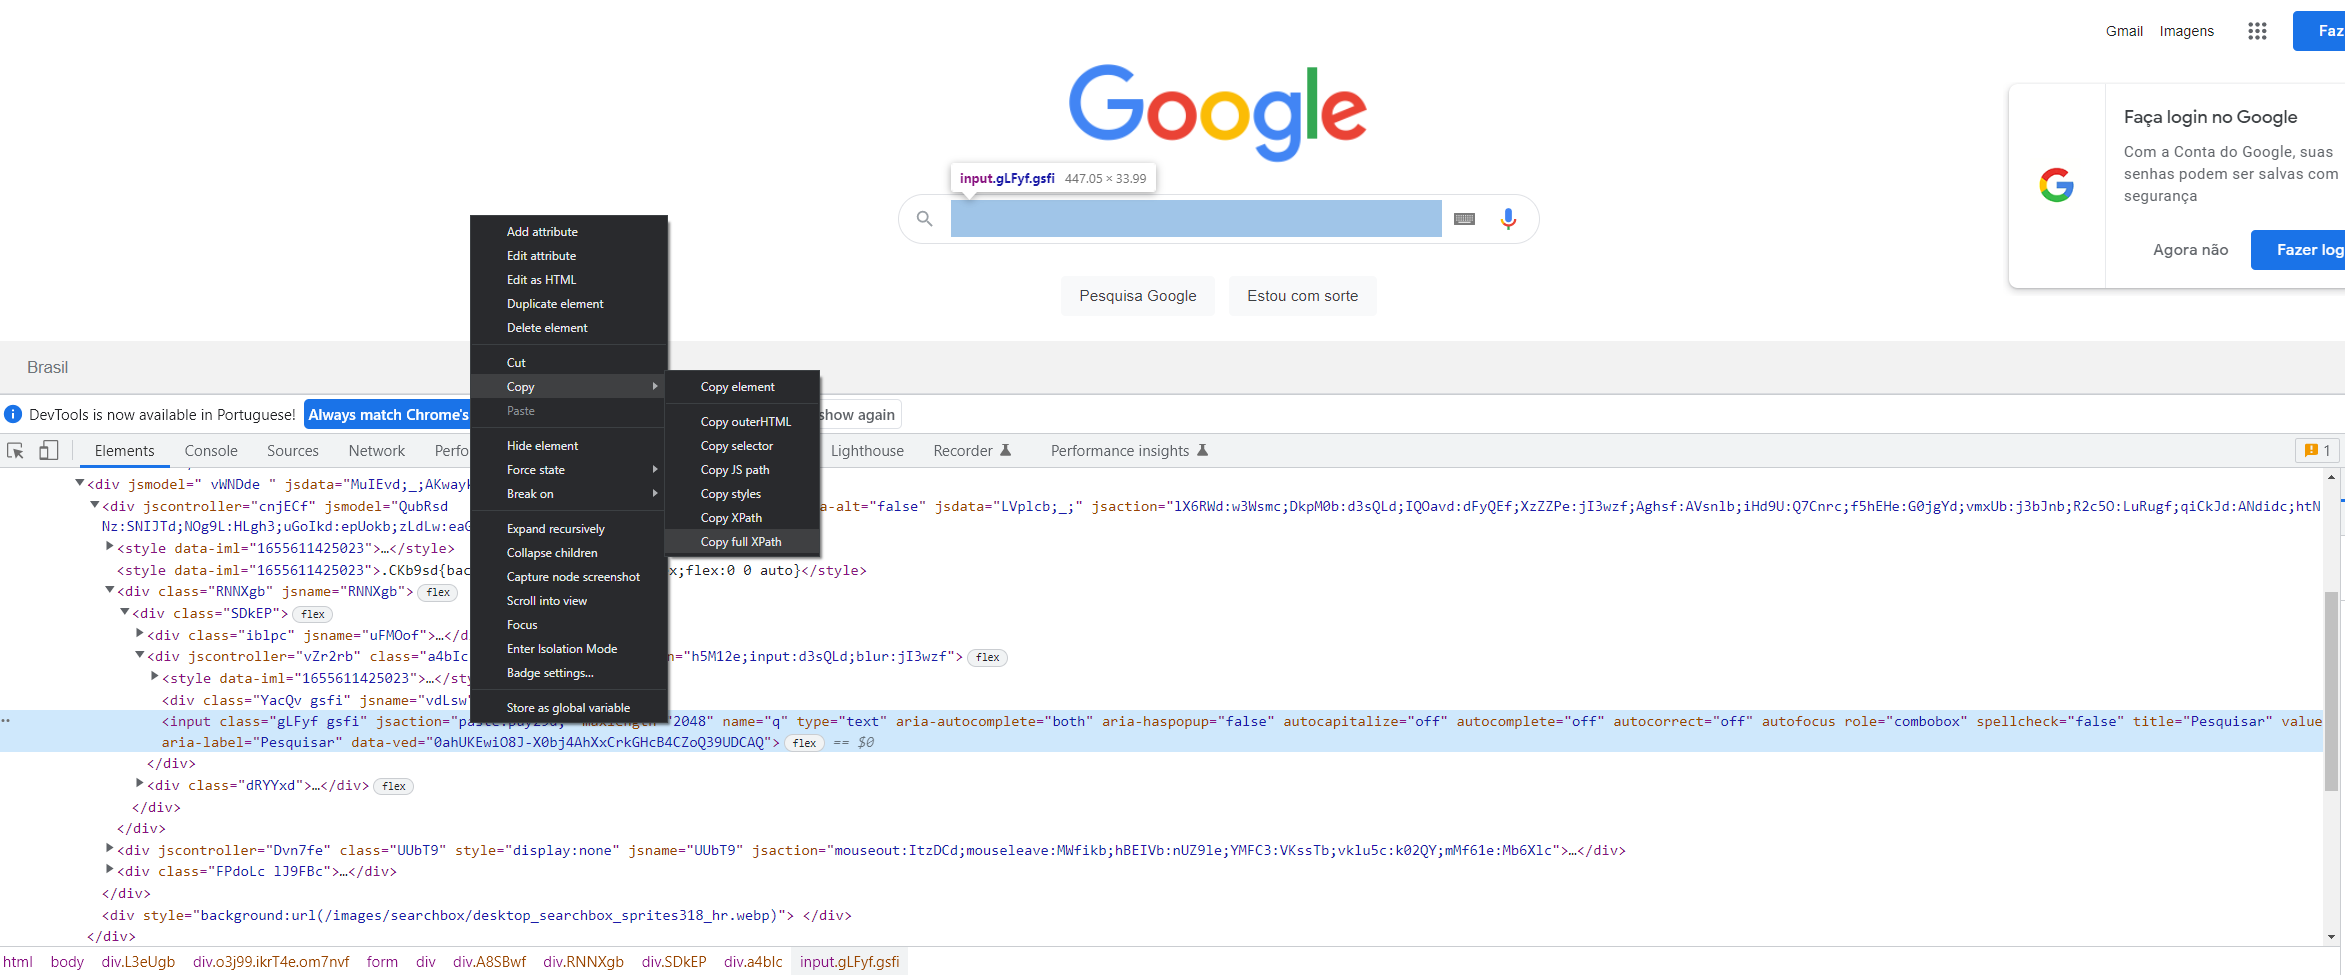 Gmail Imagens Faz
Google
Faça login no Google
Com a Conta do Google, suas
senhas podem ser salvas com
segurança
Agora não Fazer log
input.gLFyf.gsfi 447.05 × 33.99
Pesquisa Google Estou com sorte
Brasil
DevTools is now available in Portuguese! Always match Chrome's show again
Elements Console Sources Network Perfo Lighthouse Recorder Performance insights 1
Add attribute
Edit attribute
Edit as HTML
Duplicate element
Delete element
Cut
Copy
Paste
Hide element
Force state
Break on
Expand recursively
Collapse children
Capture node screenshot
Scroll into view
Focus
Enter Isolation Mode
Badge settings...
Store as global variable
Copy element
Copy outerHTML
Copy selector
Copy JS path
Copy styles
Copy XPath
Copy full XPath
<div jsmodel=" vWNDde " jsdata="MuIEvd;_;AKwayk
<div jscontroller="cnjECf" jsmodel="QubRsd a-alt="false" jsdata="LVplcb;_;" jsaction="lX6RWd:w3Wsmc;DkpM0b:d3sQLd;IQOavd:dFyQEf;XzZZPe:jI3wzf;Aghsf:AVsnlb;iHd9U:Q7Cnrc;f5hEHe:G0jgYd;vmxUb:j3bJnb;R2c5O:LuRugf;qiCkJd:ANdidc;htN
Nz:SNIJTd;NOg9L:HLgh3;uGoIkd:epUokb;zLdLw:eaG
<style data-iml="1655611425023">…</style>
<style data-iml="1655611425023">.CKb9sd{bac x;flex:0 0 auto}</style>
<div class="RNNXgb" jsname="RNNXgb"> flex
<div class="SDkEP"> flex
<div class="iblpc" jsname="uFMOof">…</d
<div jscontroller="vZr2rb" class="a4bIc n="h5M12e;input:d3sQLd;blur:jI3wzf"> flex
<style data-iml="1655611425023">…</sty
<div class="YacQv gsfi" jsname="vdLsw"
<input class="gLFyf gsfi" jsaction="paste:puy29d;" maxlength="2048" name="q" type="text" aria-autocomplete="both" aria-haspopup="false" autocapitalize="off" autocomplete="off" autocorrect="off" autofocus role="combobox" spellcheck="false" title="Pesquisar" value
aria-label="Pesquisar" data-ved="0ahUKEwiO8J-X0bj4AhXxCrkGHcB4CZoQ39UDCAQ"> flex == $0
</div>
<div class="dRYYxd">…</div> flex
</div>
</div>
<div jscontroller="Dvn7fe" class="UUbT9" style="display:none" jsname="UUbT9" jsaction="mouseout:ItzDCd;mouseleave:MWfikb;hBEIVb:nUZ9le;YMFC3:VKssTb;vklu5c:k02QY;mMf61e:Mb6Xlc">…</div>
<div class="FPdoLc lJ9FBc">…</div>
</div>
<div style="background:url(/images/searchbox/desktop_searchbox_sprites318_hr.webp)"> </div>
</div>
html body div.L3eUgb div.o3j99.ikrT4e.om7nvf form div div.A8SBwf div.RNNXgb div.SDkEP div.a4bIc input.gLFyf.gsfi